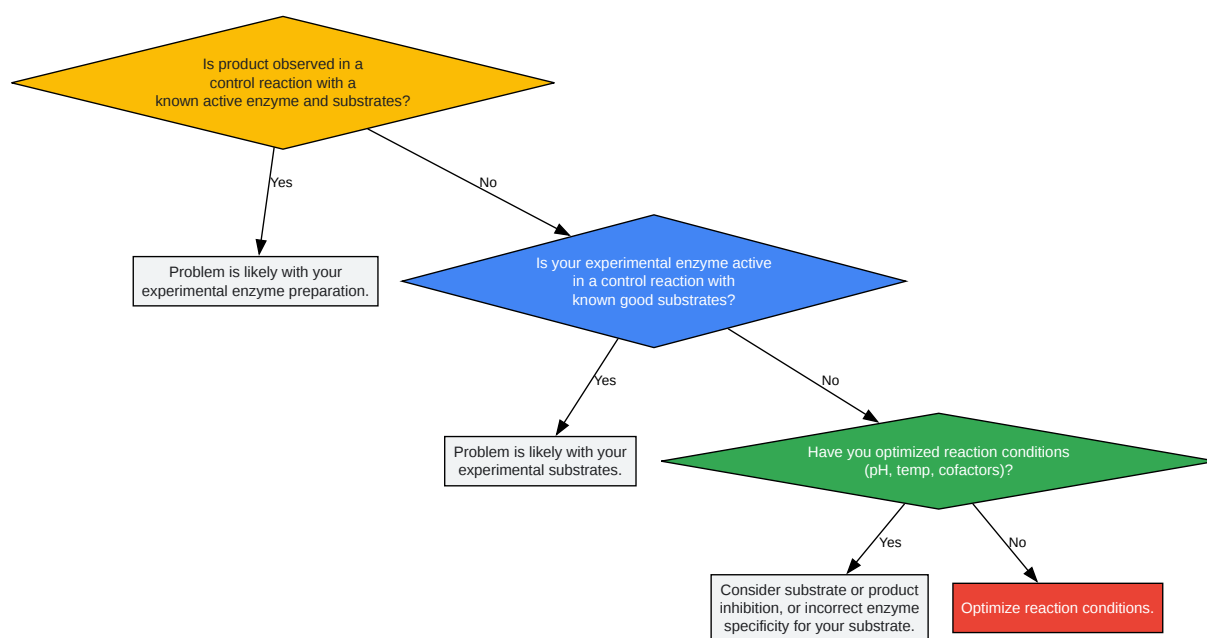 Is product observed in a
control reaction with a
known active enzyme and substrates?
Yes
No
Problem is likely with your
experimental enzyme preparation.
Is your experimental enzyme active
in a control reaction with
known good substrates?
Yes
No
Problem is likely with your
experimental substrates.
Have you optimized reaction conditions
(pH, temp, cofactors)?
Yes
No
Consider substrate or product
inhibition, or incorrect enzyme
specificity for your substrate.
Optimize reaction conditions.